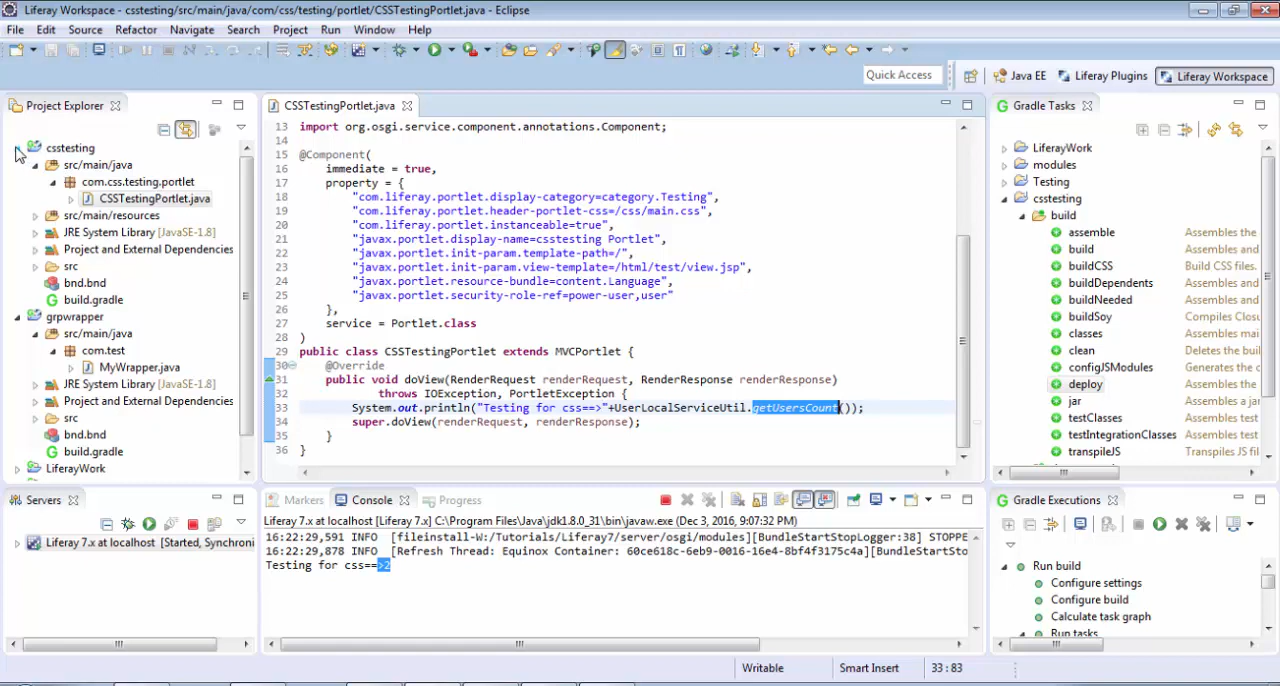 Liferay Workspace - csstesting/src/main/java/com/css/testing/portlet/CSSTestingPortlet.java - Eclipse
File Edit Source Refactor Navigate Search Project Run Window Help
Quick Access
Java EE
Liferay Plugins
Liferay Workspace
Project Explorer
csstesting
src/main/java
com.css.testing.portlet
CSSTestingPortlet.java
src/main/resources
JRE System Library [JavaSE-1.8]
Project and External Dependencies
src
bnd.bnd
build.gradle
grpwrapper
src/main/java
com.test
MyWrapper.java
JRE System Library [JavaSE-1.8]
Project and External Dependencies
src
bnd.bnd
build.gradle
LiferayWork
CSSTestingPortlet.java
13 import org.osgi.service.component.annotations.Component;
14
15 @Component(
16 immediate = true,
17 property = {
18 "com.liferay.portlet.display-category=category.Testing",
19 "com.liferay.portlet.header-portlet-css=/css/main.css",
20 "com.liferay.portlet.instanceable=true",
21 "javax.portlet.display-name=csstesting Portlet",
22 "javax.portlet.init-param.template-path=/",
23 "javax.portlet.init-param.view-template=/html/test/view.jsp",
24 "javax.portlet.resource-bundle=content.Language",
25 "javax.portlet.security-role-ref=power-user,user"
26 },
27 service = Portlet.class
28 )
29 public class CSSTestingPortlet extends MVCPortlet {
30 @Override
31 public void doView(RenderRequest renderRequest, RenderResponse renderResponse)
32 throws IOException, PortletException {
33 System.out.println("Testing for css==>"+UserLocalServiceUtil.getUsersCount());
34 super.doView(renderRequest, renderResponse);
35 }
36 }
Gradle Tasks
LiferayWork
modules
Testing
csstesting
build
assemble Assembles the
build Assembles and
buildCSS Build CSS files.
buildDependents Assembles and
buildNeeded Assembles and
buildSoy Compiles Closu
classes Assembles mai
clean Deletes the bui
configJSModules Generates the c
deploy Assembles the
jar Assembles a jar
testClasses Assembles test
testIntegrationClasses Assembles test
transpileJS Transpiles JS
Servers
Liferay 7.x at localhost [Started, Synchroni
Markers
Console
Progress
Liferay 7.x at localhost [Liferay 7.x] C:\Program Files\Java\jdk1.8.0_31\bin\javaw.exe (Dec 3, 2016, 9:07:32 PM)
16:22:29,591 INFO [fileinstall-W:/Tutorials/Liferay7/server/osgi/modules][BundleStartStopLogger:38] STOPPE
16:22:29,878 INFO [Refresh Thread: Equinox Container: 60ce618c-6eb9-0016-16e4-8bf4f3175c4a][BundleStartSto
Testing for css==>2
Gradle Executions
Run build
Configure settings
Configure build
Calculate task graph
Run tasks
Writable
Smart Insert
33 : 83